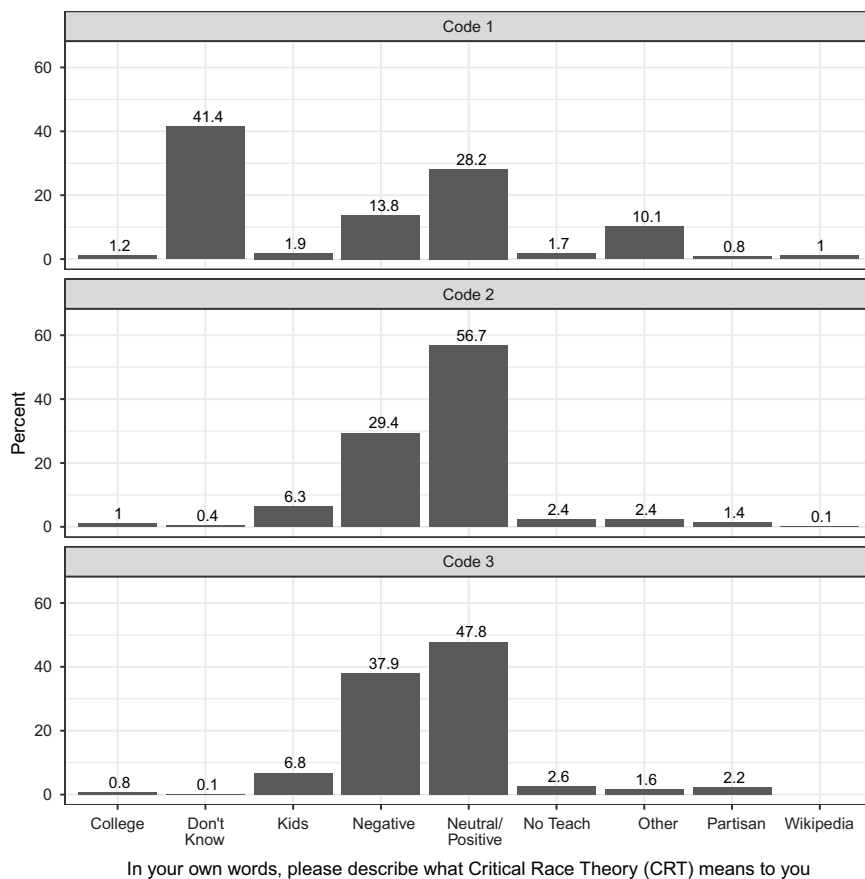 Code 1
60
40
20
0
1.2
41.4
1.9
13.8
28.2
1.7
10.1
0.8
1
Code 2
60
40
20
0
1
0.4
6.3
29.4
56.7
2.4
2.4
1.4
0.1
Percent
Code 3
60
40
20
0
0.8
0.1
6.8
37.9
47.8
2.6
1.6
2.2
College
Don't
Know
Kids
Negative
Neutral/
Positive
No Teach
Other
Partisan
Wikipedia
In your own words, please describe what Critical Race Theory (CRT) means to you